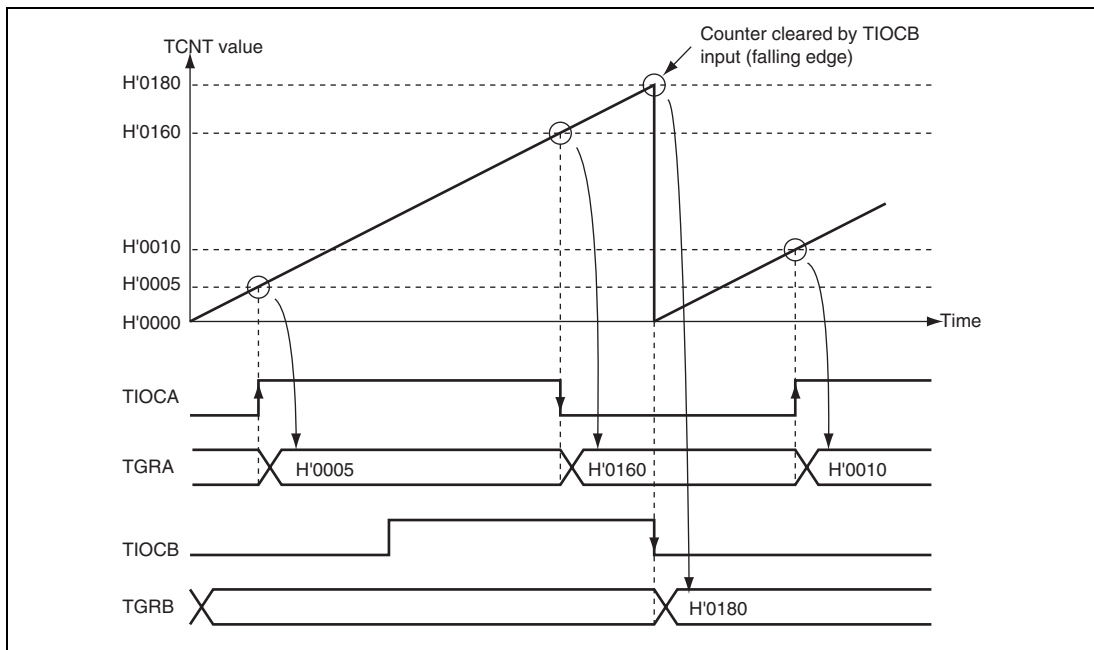 TCNT value
Counter cleared by TIOCB
input (falling edge)
H'0180
H'0160
H'0010
H'0005
H'0000
Time
TIOCA
TGRA
H'0005
H'0160
H'0010
TIOCB
TGRB
H'0180